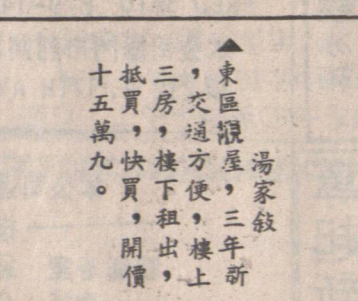 湯家敍
▲東區靚屋，三年新
，交通方便，樓上
三房，樓下租出，
抵買，快買，開價
十五萬九。